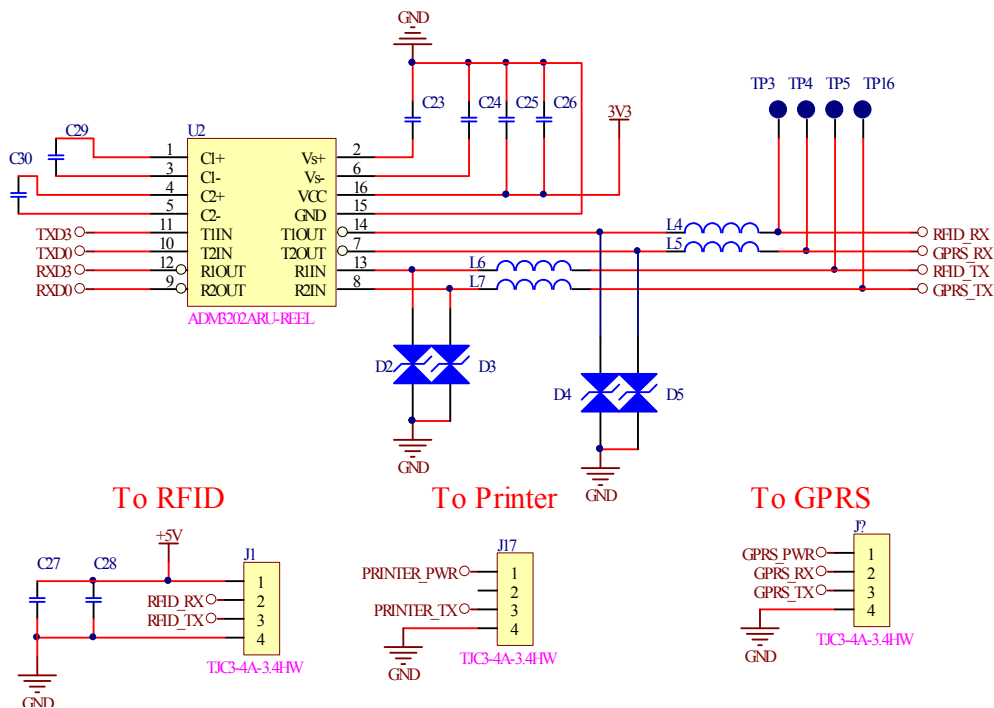 GND
C23 C24 C25 C26
3V3
TP3 TP4 TP5 TP16
C29
C30
U2
1 C1+ Vs+ 2
3 C1- Vs- 6
4 C2+ VCC 16
5 C2- GND 15
TXD3 11 T1IN T1OUT 14 L4 RFID_RX
TXD0 10 T2IN T2OUT 7 L5 GPRS_RX
RXD3 12 R1OUT R1IN 13 L6 RFID_TX
RXD0 9 R2OUT R2IN 8 L7 GPRS_TX
ADM3202ARU-REEL
D2 D3
D4 D5
GND
GND
To RFID
To Printer
To GPRS
C27 C28
+5V
J1
1
RFID_RX 2
RFID_TX 3
4
TJC3-4A-3.4HW
GND
J17
PRINTER_PWR 1
2
PRINTER_TX 3
4
TJC3-4A-3.4HW
GND
J?
GPRS_PWR 1
GPRS_RX 2
GPRS_TX 3
4
TJC3-4A-3.4HW
GND